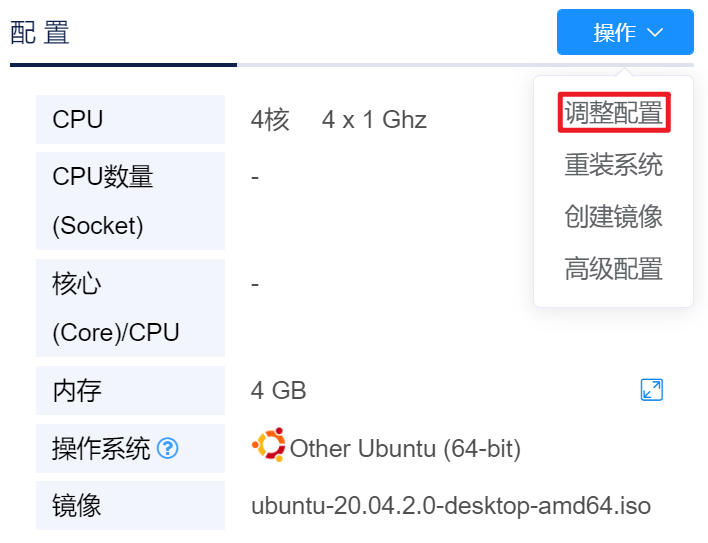 配 置
操作
调整配置
重装系统
创建镜像
高级配置
CPU 4核 4 x 1 Ghz
CPU数量
(Socket) -
核心
(Core)/CPU -
内存 4 GB
操作系统 ? Other Ubuntu (64-bit)
镜像 ubuntu-20.04.2.0-desktop-amd64.iso